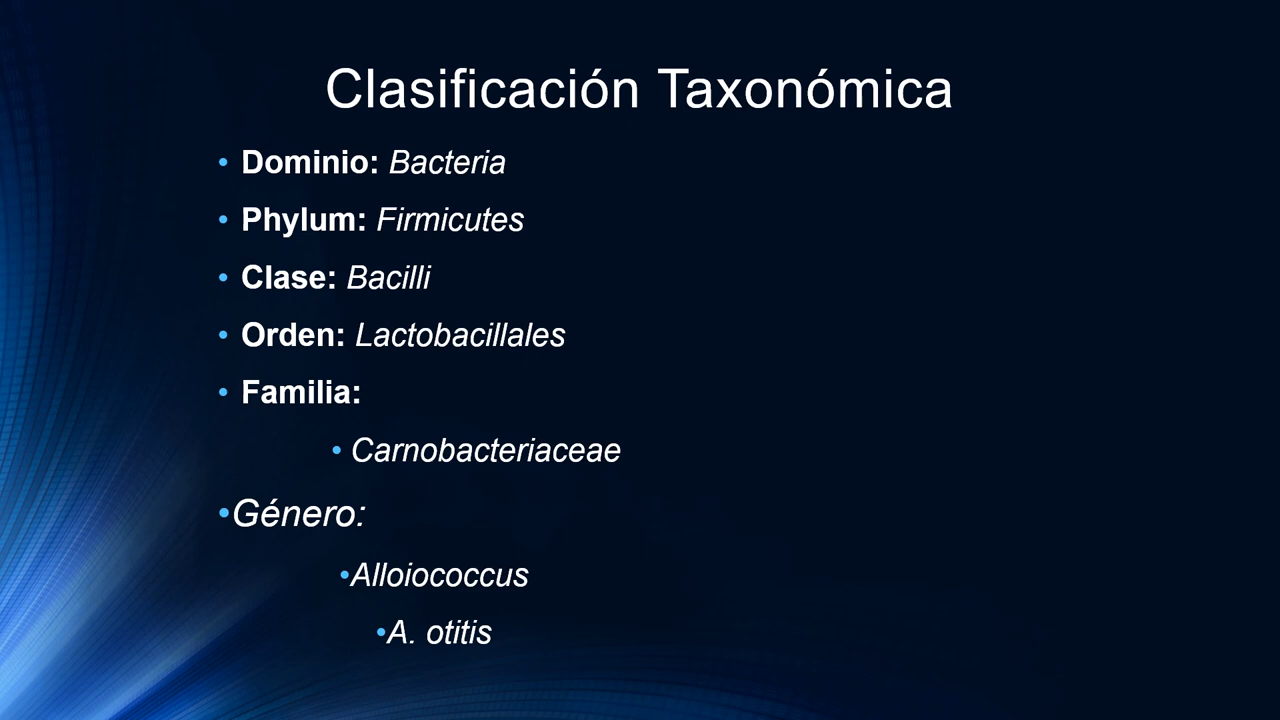 Clasificación Taxonómica
• Dominio: Bacteria
• Phylum: Firmicutes
• Clase: Bacilli
• Orden: Lactobacillales
• Familia:
• Carnobacteriaceae
•Género:
•Alloiococcus
•A. otitis